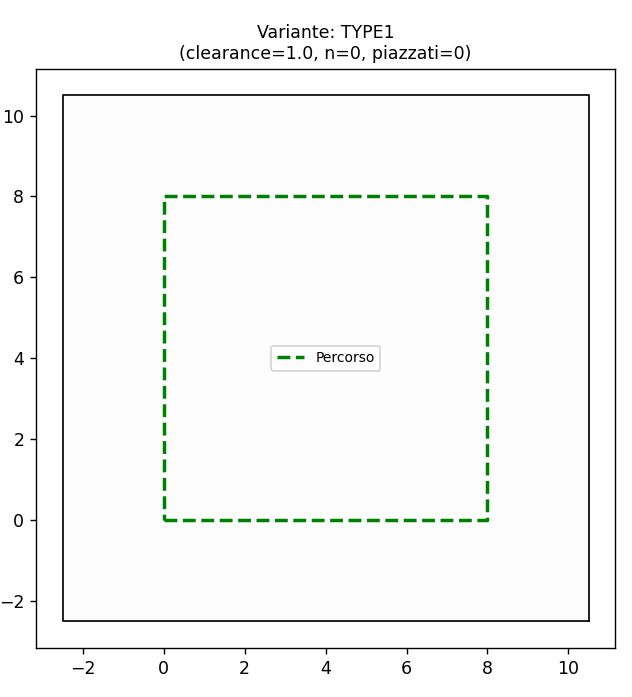 Variante: TYPE1
(clearance=1.0, n=0, piazzati=0)
10
8
6
4
2
0
−2
Percorso
−2 0 2 4 6 8 10